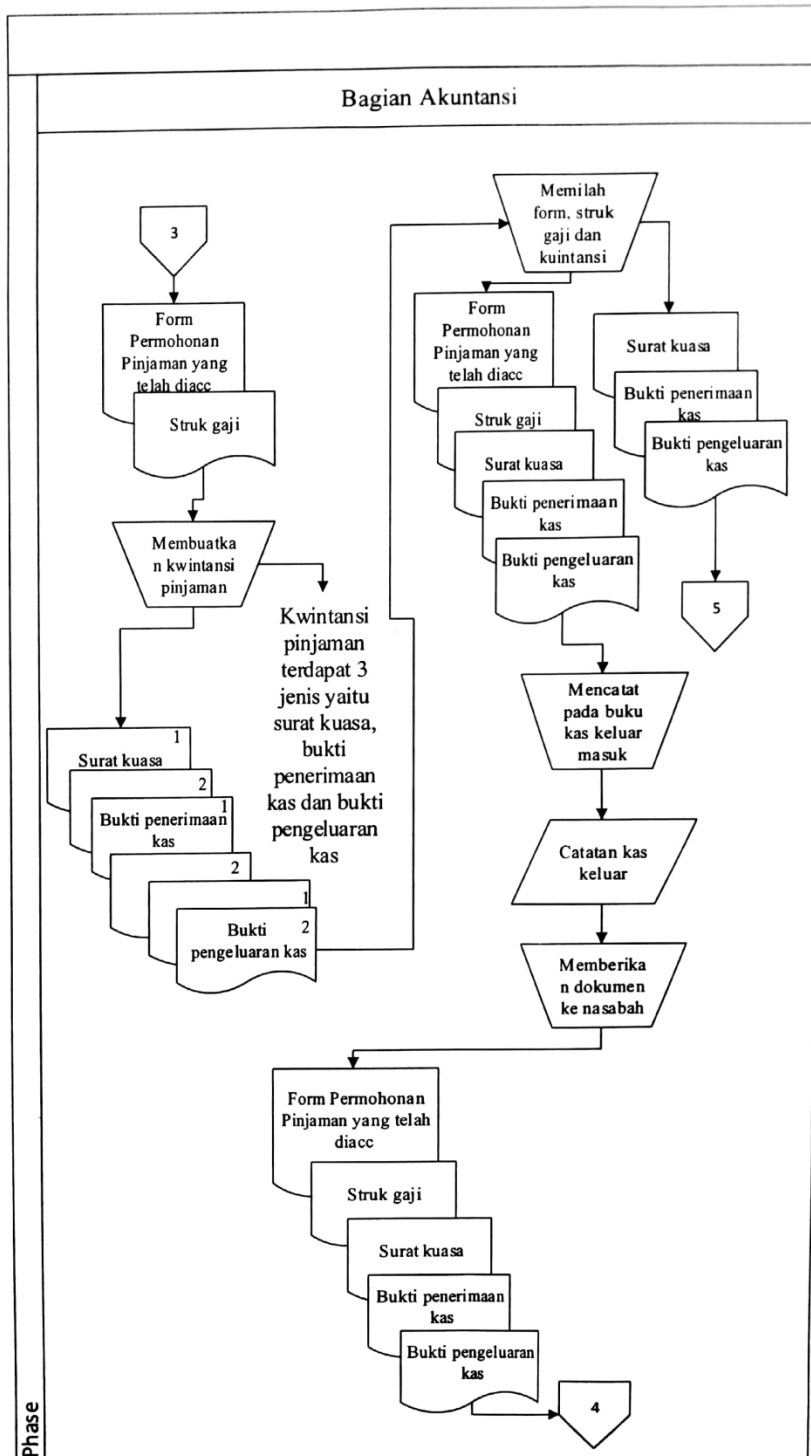 Bagian Akuntansi
3
Form
Permohonan
Pinjaman yang
telah diacc
Struk gaji
Membuatka
n kwintansi
pinjaman
Kwintansi
pinjaman
terdapat 3
jenis yaitu
surat kuasa,
bukti
penerimaan
kas dan bukti
pengeluaran
kas
1
Surat kuasa
2
1
Bukti penerimaan
kas
2
1
Bukti 2
pengeluaran kas
Memilah
form, struk
gaji dan
kuintansi
Form
Permohonan
Pinjaman yang
telah diacc
Struk gaji
Surat kuasa
Bukti penerimaan
kas
Bukti pengeluaran
kas
Surat kuasa
Bukti penerimaan
kas
Bukti pengeluaran
kas
5
Mencatat
pada buku
kas keluar
masuk
Catatan kas
keluar
Memberika
n dokumen
ke nasabah
Form Permohonan
Pinjaman yang telah
diacc
Struk gaji
Surat kuasa
Bukti penerimaan
kas
Bukti pengeluaran
kas
4
Phase